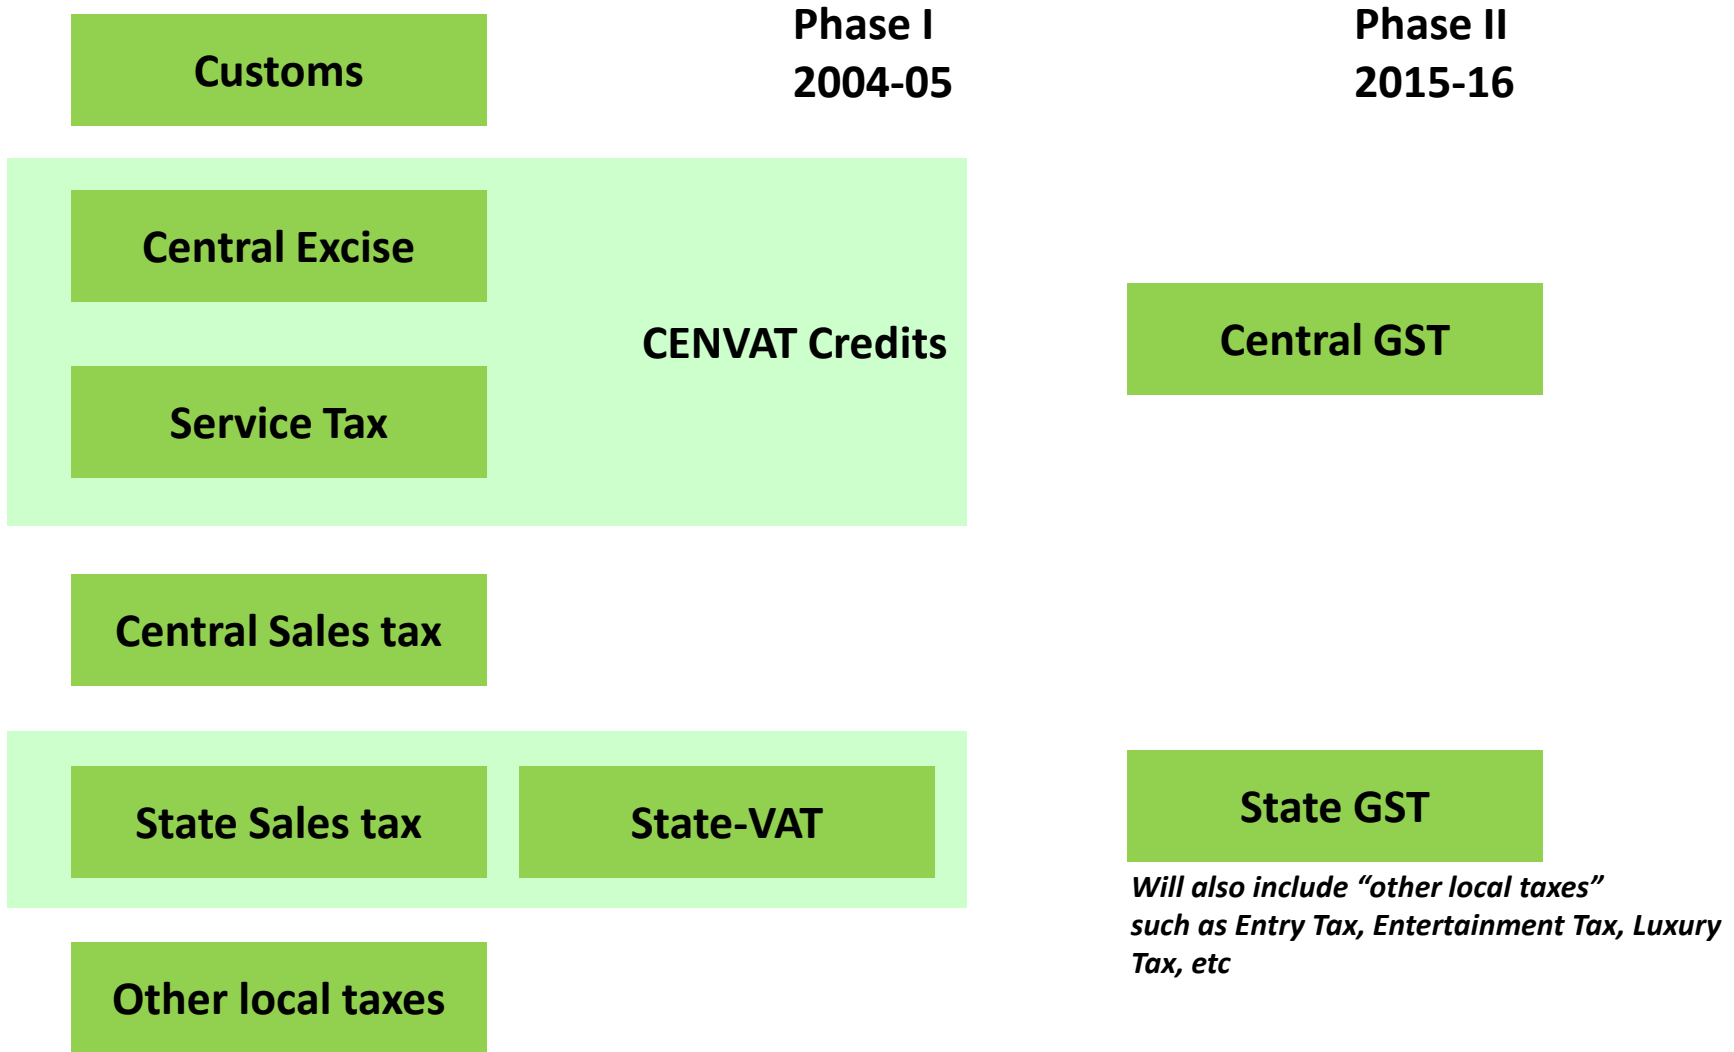 Phase I
2004-05
Phase II
2015-16
Customs
Central Excise
CENVAT Credits
Central GST
Service Tax
Central Sales tax
State Sales tax
State-VAT
State GST
Will also include “other local taxes”
such as Entry Tax, Entertainment Tax, Luxury
Tax, etc
Other local taxes